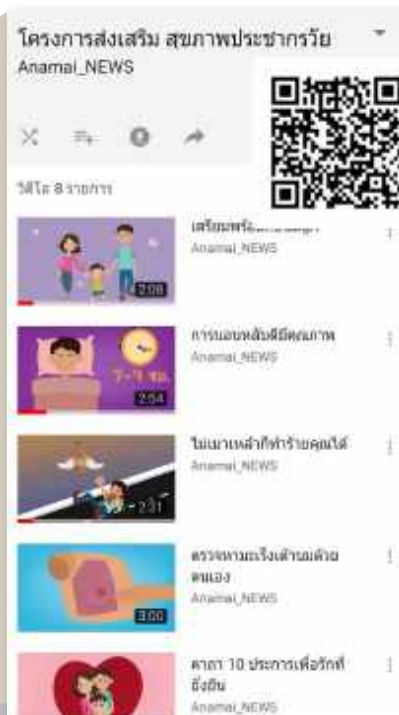 โครงการส่งเสริม สุขภาพประชากรวัย
Anamai_NEWS
วิดีโอ 8 รายการ
2:08
Anamai_NEWS
7-9 ชม.
2:54
การนอนหลับดีมีคุณภาพ
Anamai_NEWS
2:31
ไม่เมาเหล้าก็ทำร้ายคุณได้
Anamai_NEWS
3:00
ตรวจหามะเร็งเต้านมด้วย
ตนเอง
Anamai_NEWS
คาถา 10 ประการเพื่อรักที่
ยั่งยืน
Anamai_NEWS